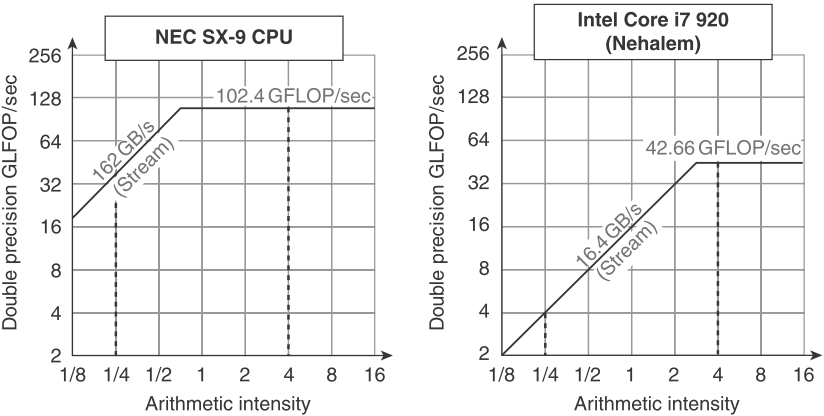 NEC SX-9 CPU
Double precision GLFOP/sec
256
128
64
32
16
8
4
2
162 GB/s
(Stream)
102.4 GFLOP/sec
1/8 1/4 1/2 1 2 4 8 16
Arithmetic intensity
Intel Core i7 920
(Nehalem)
Double precision GLFOP/sec
256
128
64
32
16
8
4
2
16.4 GB/s
(Stream)
42.66 GFLOP/sec
1/8 1/4 1/2 1 2 4 8 16
Arithmetic intensity